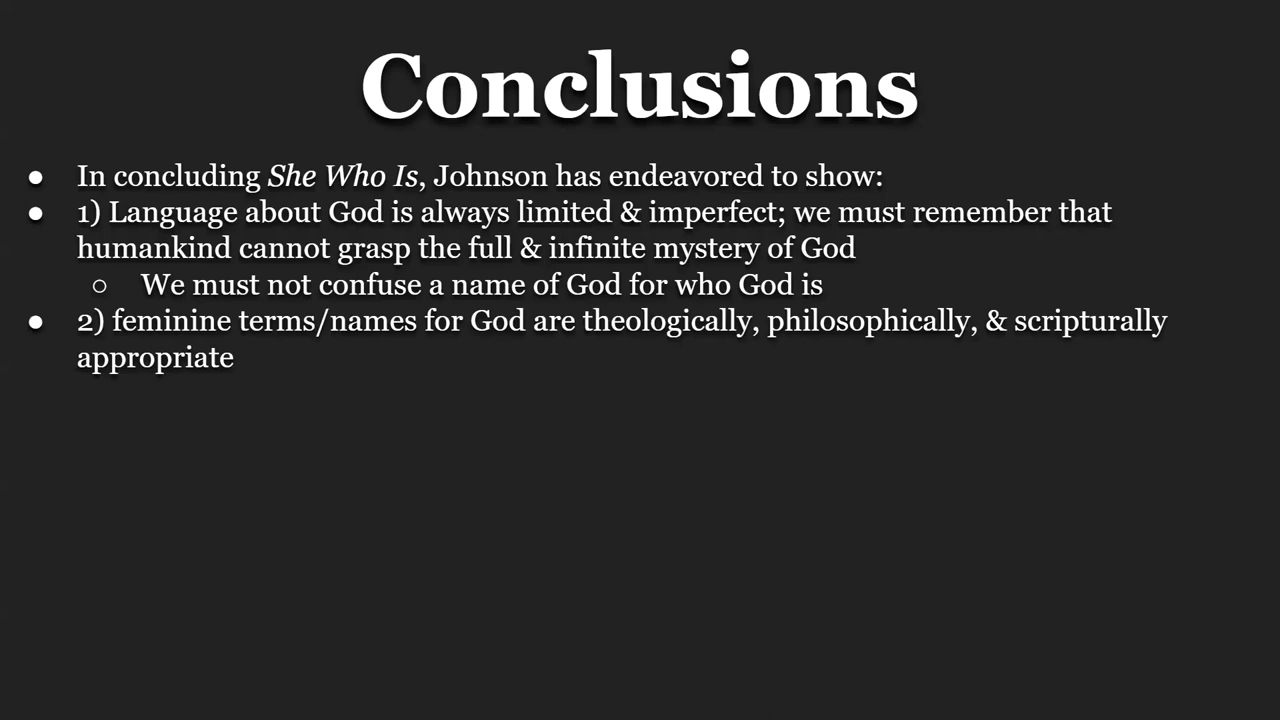 Conclusions
● In concluding She Who Is, Johnson has endeavored to show:
● 1) Language about God is always limited & imperfect; we must remember that
humankind cannot grasp the full & infinite mystery of God
○ We must not confuse a name of God for who God is
● 2) feminine terms/names for God are theologically, philosophically, & scripturally
appropriate